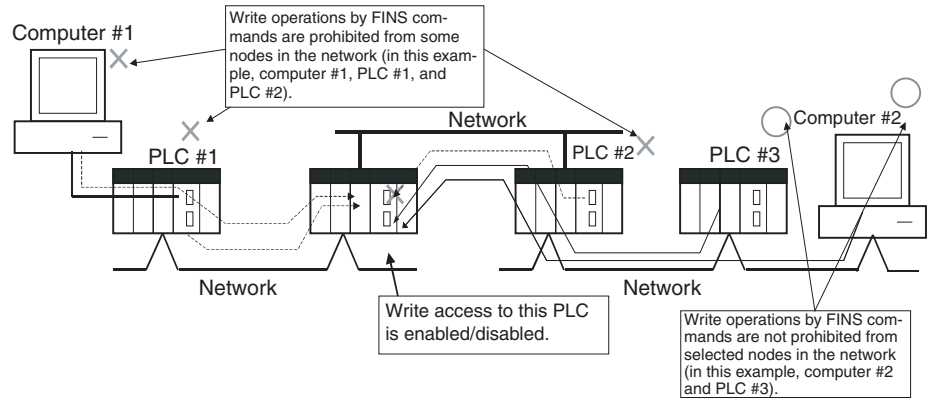 Write operations by FINS com-
mands are prohibited from some
nodes in the network (in this exam-
ple, computer #1, PLC #1, and
PLC #2).
Computer #1
Network
Computer #2
PLC #1
PLC #2
PLC #3
Network
Network
Write access to this PLC
is enabled/disabled.
Write operations by FINS com-
mands are not prohibited from
selected nodes in the network
(in this example, computer #2
and PLC #3).